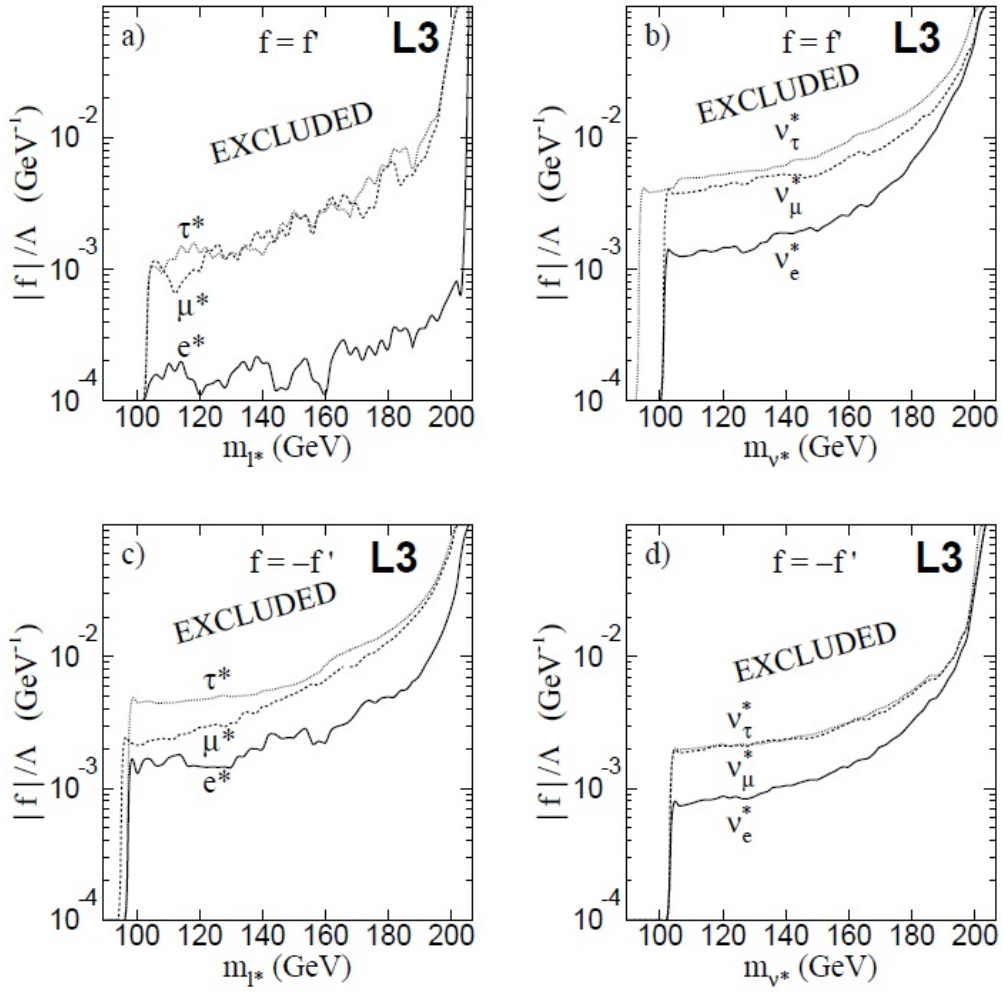 a) f = f' L3
EXCLUDED
τ*
μ*
e*
|f|/Λ (GeV⁻¹)
10⁻²
10⁻³
10⁻⁴
100 120 140 160 180 200
m_l* (GeV)
b) f = f' L3
EXCLUDED
ν*_τ
ν*_μ
ν*_e
|f|/Λ (GeV⁻¹)
10⁻²
10⁻³
10⁻⁴
100 120 140 160 180 200
m_ν* (GeV)
c) f = −f' L3
EXCLUDED
τ*
μ*
e*
|f|/Λ (GeV⁻¹)
10⁻²
10⁻³
10⁻⁴
100 120 140 160 180 200
m_l* (GeV)
d) f = −f' L3
EXCLUDED
ν*_τ
ν*_μ
ν*_e
|f|/Λ (GeV⁻¹)
10⁻²
10⁻³
10⁻⁴
100 120 140 160 180 200
m_ν* (GeV)